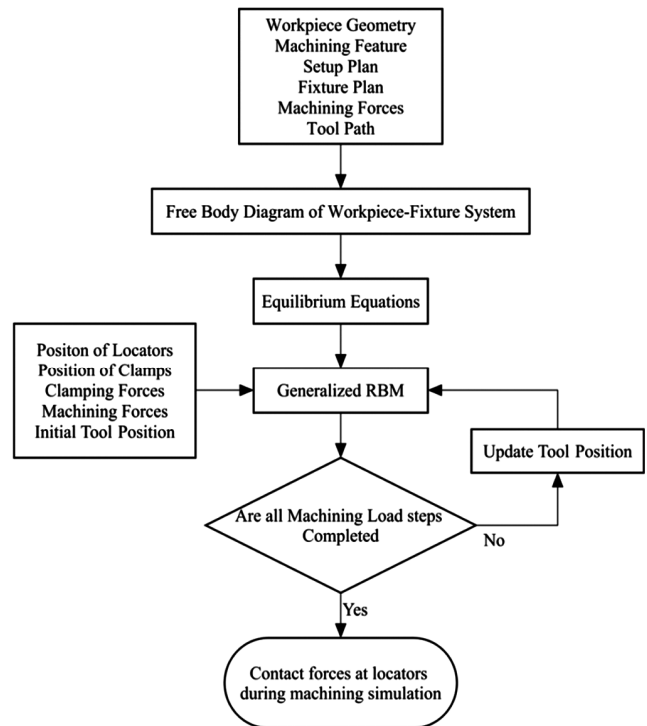 Workpiece Geometry
Machining Feature
Setup Plan
Fixture Plan
Machining Forces
Tool Path
Free Body Diagram of Workpiece-Fixture System
Equilibrium Equations
Positon of Locators
Position of Clamps
Clamping Forces
Machining Forces
Initial Tool Position
Generalized RBM
Update Tool Position
Are all Machining Load steps
Completed
No
Yes
Contact forces at locators
during machining simulation